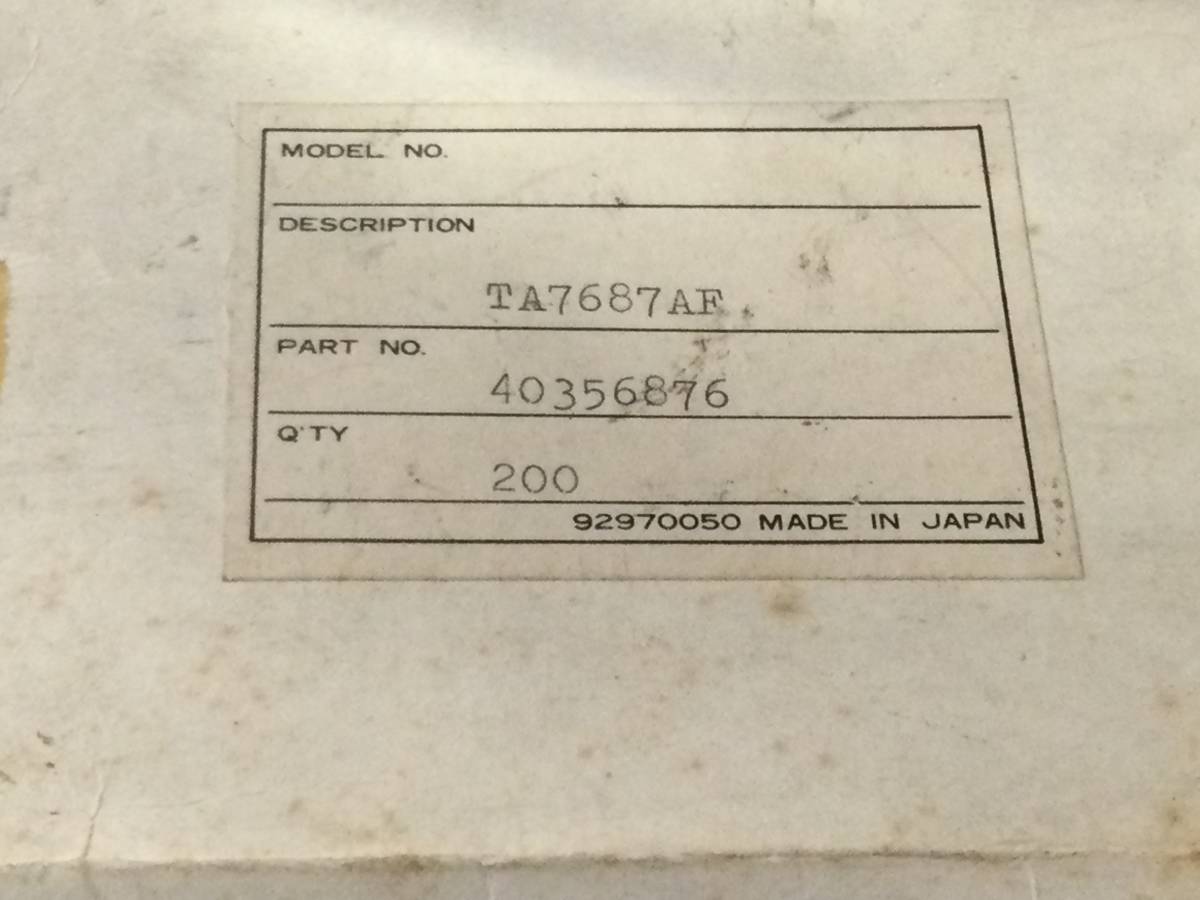 MODEL NO.
DESCRIPTION
TA7687AF.
PART NO.
40356876
Q'TY
200
92970050 MADE IN JAPAN